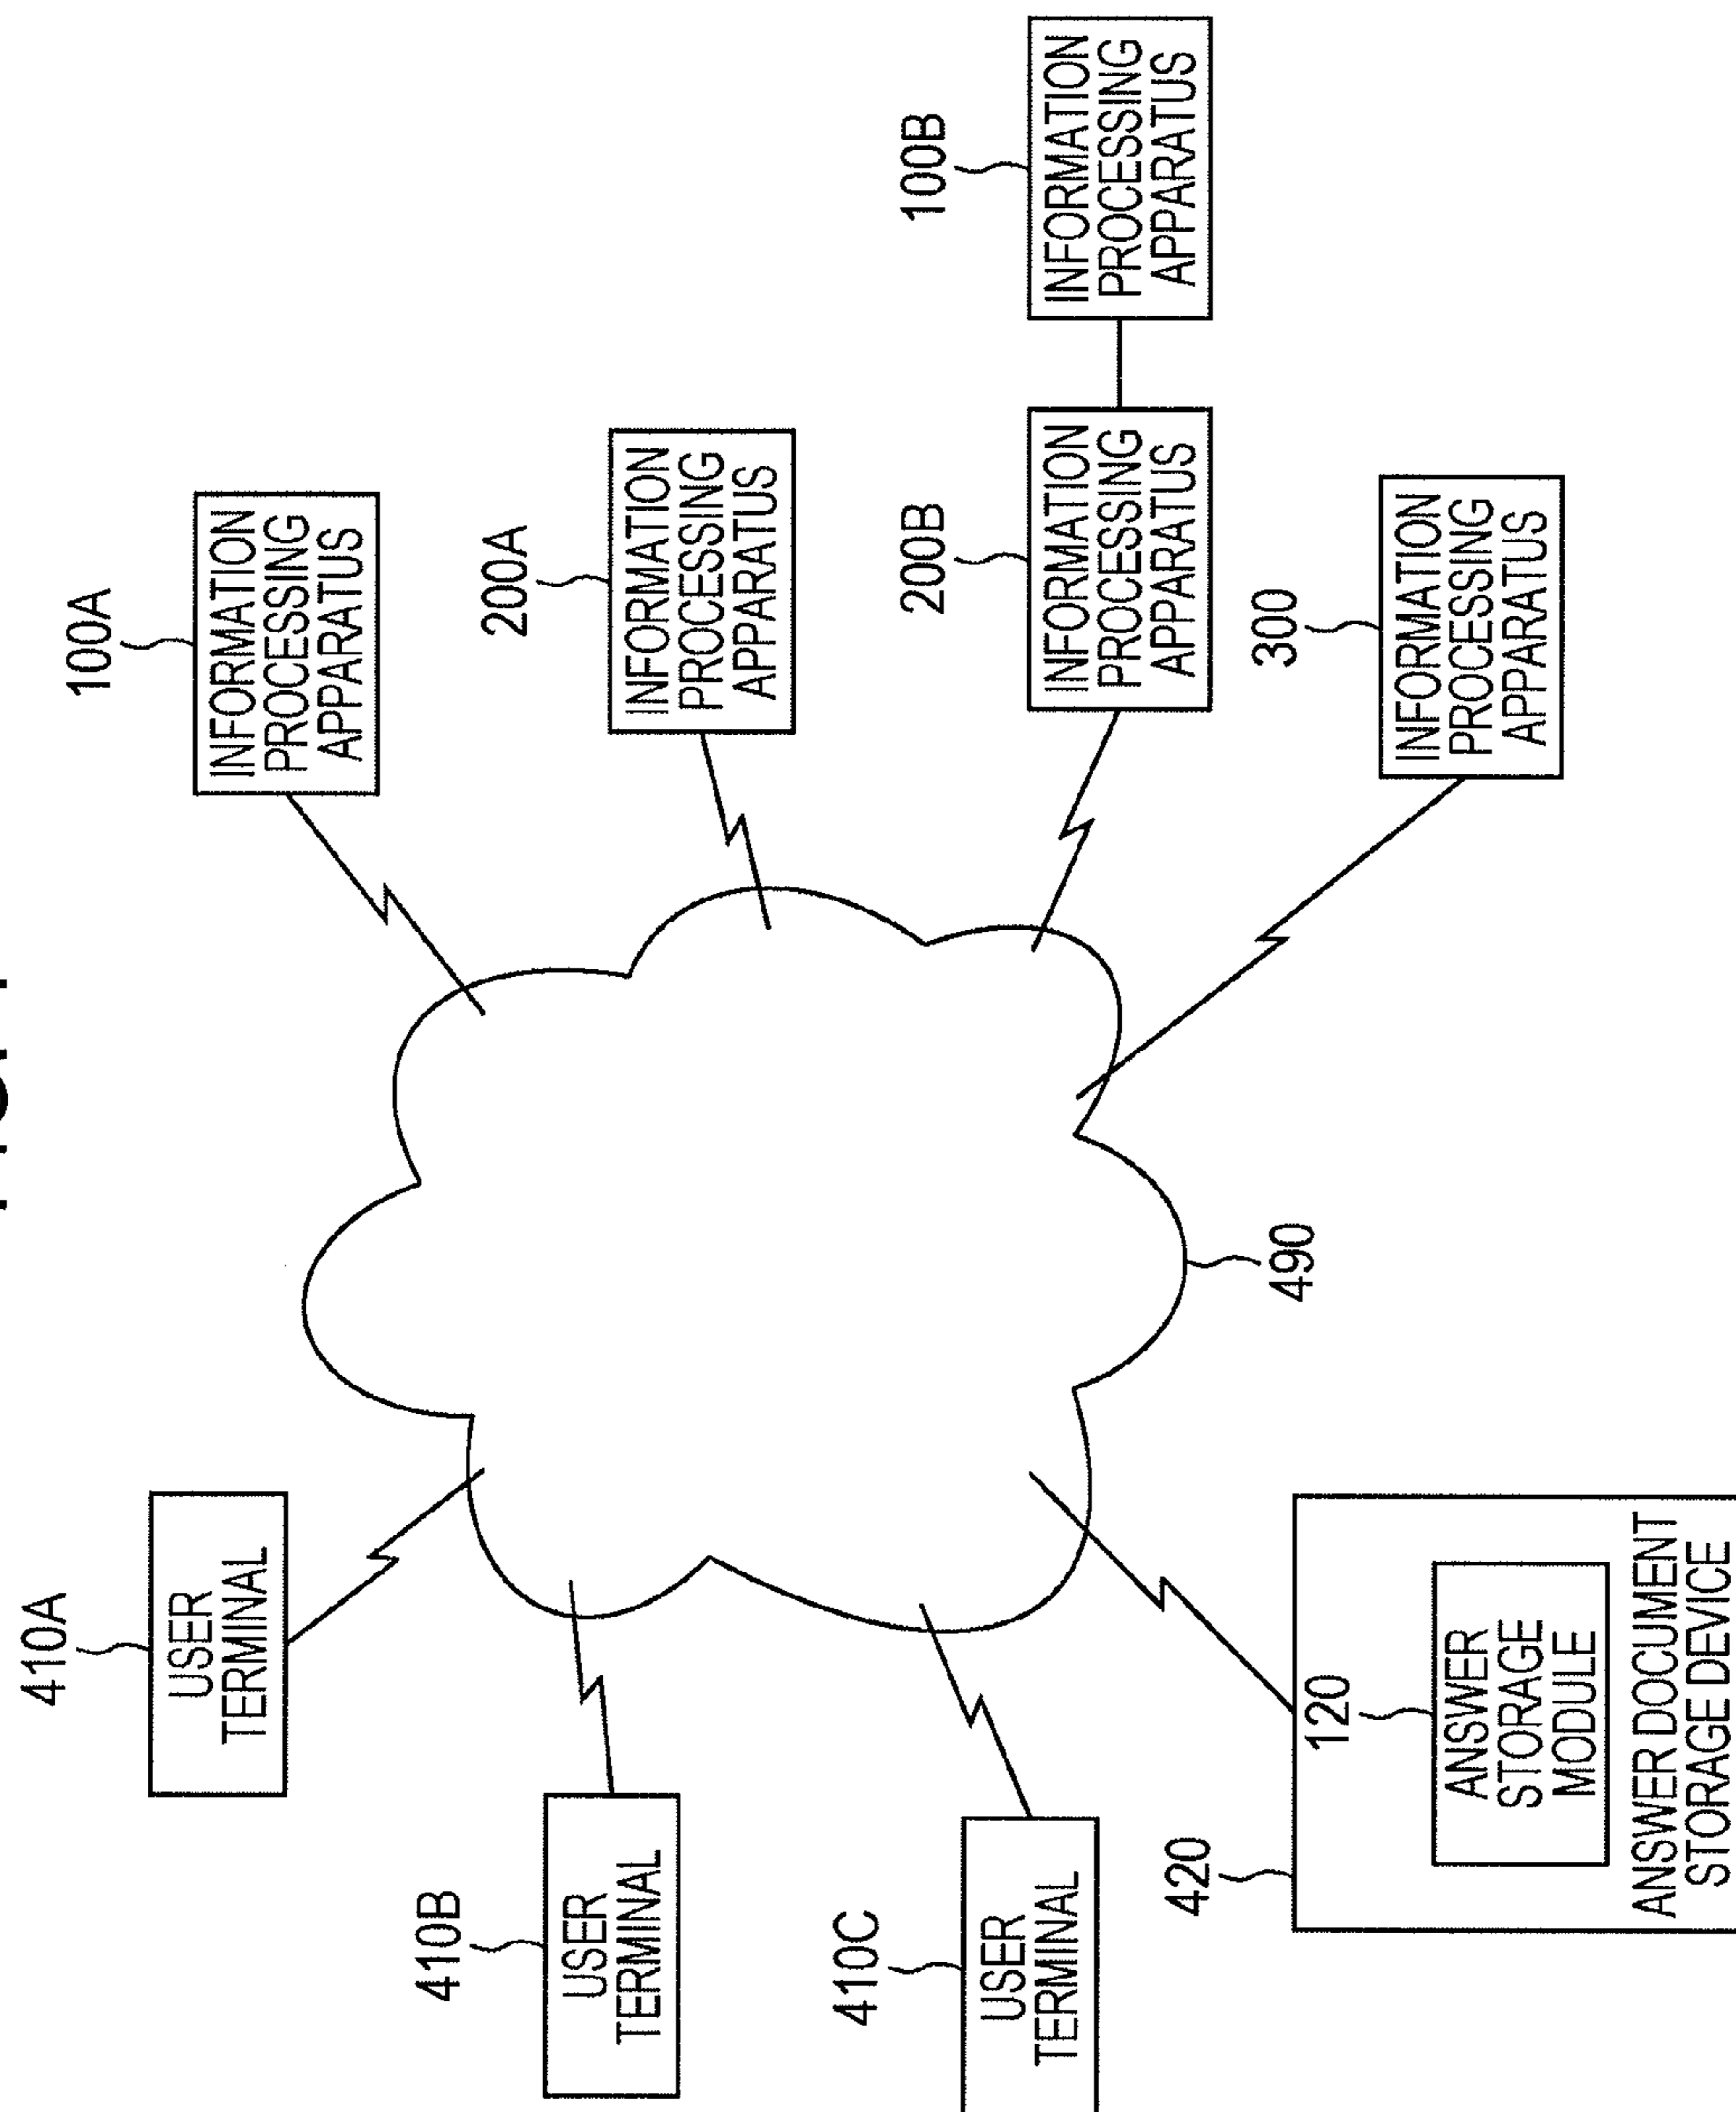 410A
USER
TERMINAL
100A
INFORMATION
PROCESSING
APPARATUS
410B
USER
TERMINAL
200A
INFORMATION
PROCESSING
APPARATUS
410C
USER
TERMINAL
200B
INFORMATION
PROCESSING
APPARATUS
100B
INFORMATION
PROCESSING
APPARATUS
490
300
INFORMATION
PROCESSING
APPARATUS
420
120
ANSWER
STORAGE
MODULE
ANSWER DOCUMENT
STORAGE DEVICE